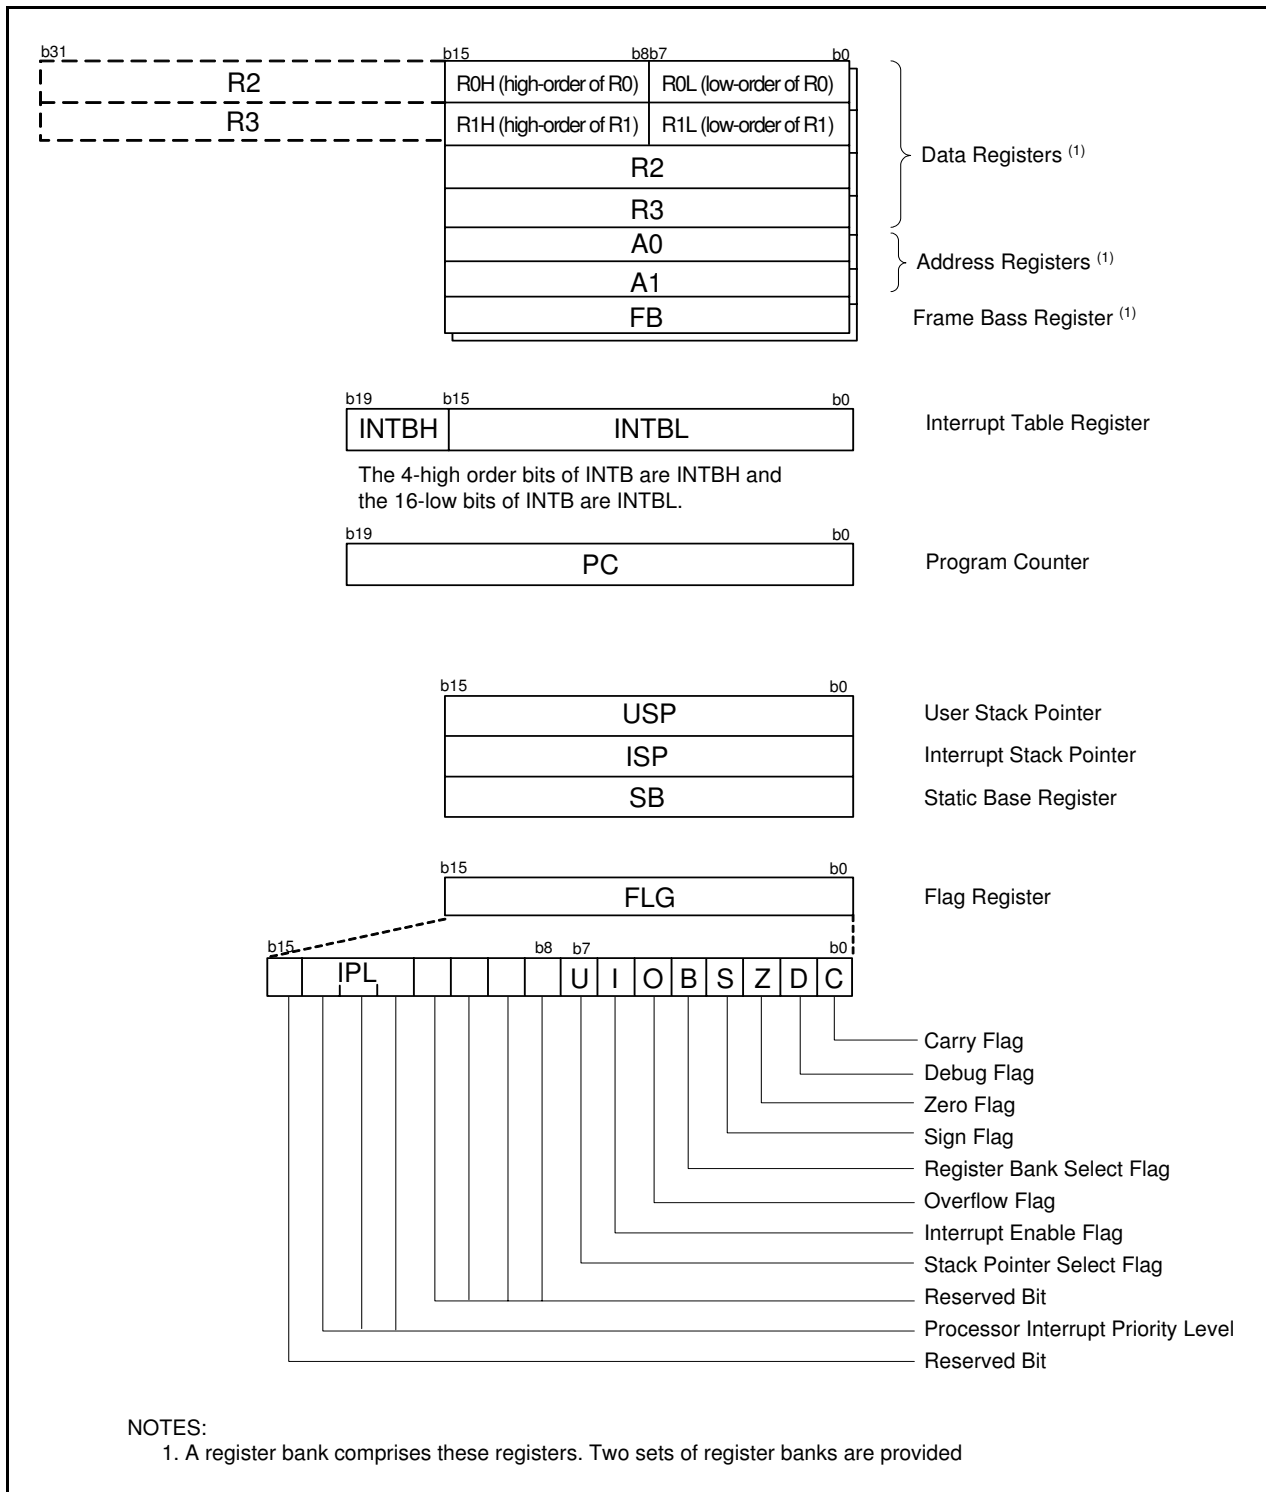 b31 b15 b8b7 b0
R2 R0H (high-order of R0) R0L (low-order of R0)
R3 R1H (high-order of R1) R1L (low-order of R1)
R2
Data Registers (1)
R3
A0
Address Registers (1)
A1
FB Frame Bass Register (1)
b19 b15 b0
INTBH INTBL Interrupt Table Register
The 4-high order bits of INTB are INTBH and
the 16-low bits of INTB are INTBL.
b19 b0
PC Program Counter
b15 b0
USP User Stack Pointer
ISP Interrupt Stack Pointer
SB Static Base Register
b15 b0
FLG Flag Register
b15 b8 b7 b0
IPL U I O B S Z D C
Carry Flag
Debug Flag
Zero Flag
Sign Flag
Register Bank Select Flag
Overflow Flag
Interrupt Enable Flag
Stack Pointer Select Flag
Reserved Bit
Processor Interrupt Priority Level
Reserved Bit
NOTES:
1. A register bank comprises these registers. Two sets of register banks are provided